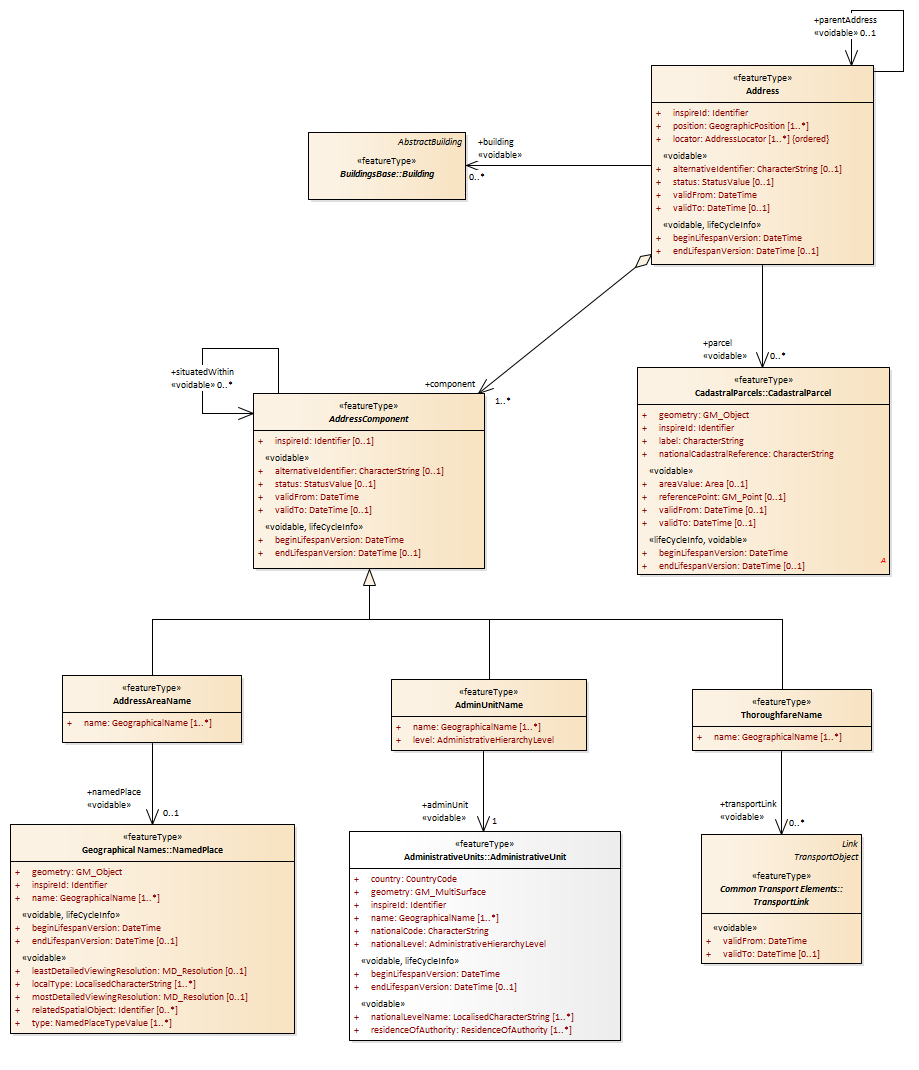 +parentAddress
«voidable» 0..1
«featureType»
Address
+ inspireId: Identifier
+ position: GeographicPosition [1..*]
+ locator: AddressLocator [1..*] {ordered}
«voidable»
+ alternativeIdentifier: CharacterString [0..1]
+ status: StatusValue [0..1]
+ validFrom: DateTime
+ validTo: DateTime [0..1]
«voidable, lifeCycleInfo»
+ beginLifespanVersion: DateTime
+ endLifespanVersion: DateTime [0..1]
AbstractBuilding
«featureType»
BuildingsBase::Building
+building
«voidable»
0..*
+parcel
«voidable»
0..*
+situatedWithin
«voidable» 0..*
+component
1..*
«featureType»
AddressComponent
+ inspireId: Identifier [0..1]
«voidable»
+ alternativeIdentifier: CharacterString [0..1]
+ status: StatusValue [0..1]
+ validFrom: DateTime
+ validTo: DateTime [0..1]
«voidable, lifeCycleInfo»
+ beginLifespanVersion: DateTime
+ endLifespanVersion: DateTime [0..1]
«featureType»
CadastralParcels::CadastralParcel
+ geometry: GM_Object
+ inspireId: Identifier
+ label: CharacterString
+ nationalCadastralReference: CharacterString
«voidable»
+ areaValue: Area [0..1]
+ referencePoint: GM_Point [0..1]
+ validFrom: DateTime
+ validTo: DateTime [0..1]
«lifeCycleInfo, voidable»
+ beginLifespanVersion: DateTime
+ endLifespanVersion: DateTime [0..1]
A
«featureType»
AddressAreaName
+ name: GeographicalName [1..*]
«featureType»
AdminUnitName
+ name: GeographicalName [1..*]
+ level: AdministrativeHierarchyLevel
«featureType»
ThoroughfareName
+ name: GeographicalName [1..*]
+namedPlace
«voidable»
0..1
+adminUnit
«voidable»
1
+transportLink
«voidable»
0..*
«featureType»
Geographical Names::NamedPlace
+ geometry: GM_Object
+ inspireId: Identifier
+ name: GeographicalName [1..*]
«voidable, lifeCycleInfo»
+ beginLifespanVersion: DateTime
+ endLifespanVersion: DateTime [0..1]
«voidable»
+ leastDetailedViewingResolution: MD_Resolution [0..1]
+ localType: LocalisedCharacterString [1..*]
+ mostDetailedViewingResolution: MD_Resolution [0..1]
+ relatedSpatialObject: Identifier [0..*]
+ type: NamedPlaceTypeValue [1..*]
«featureType»
AdministrativeUnits::AdministrativeUnit
+ country: CountryCode
+ geometry: GM_MultiSurface
+ inspireId: Identifier
+ name: GeographicalName [1..*]
+ nationalCode: CharacterString
+ nationalLevel: AdministrativeHierarchyLevel
«voidable, lifeCycleInfo»
+ beginLifespanVersion: DateTime
+ endLifespanVersion: DateTime [0..1]
«voidable»
+ nationalLevelName: LocalisedCharacterString [1..*]
+ residenceOfAuthority: ResidenceOfAuthority [1..*]
Link
TransportObject
«featureType»
Common Transport Elements::
TransportLink
«voidable»
+ validFrom: DateTime
+ validTo: DateTime [0..1]